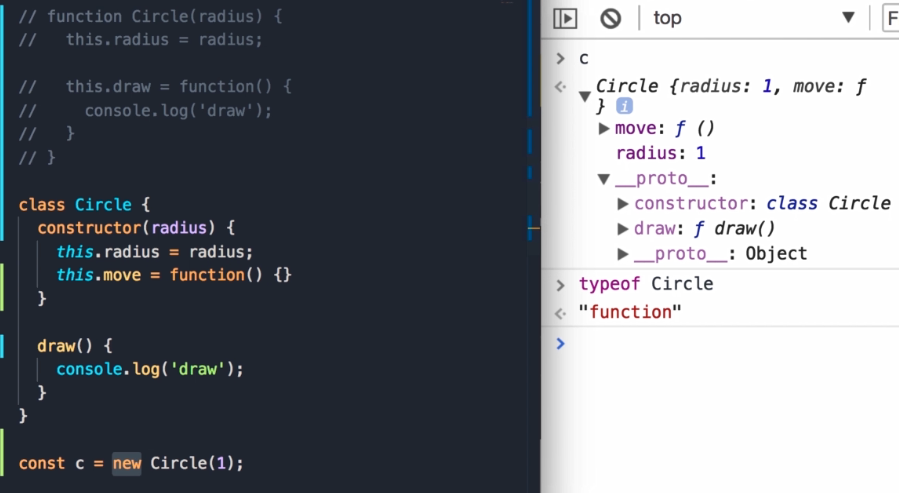 // function Circle(radius) {
//   this.radius = radius;
//   this.draw = function() {
//     console.log('draw');
//   }
// }
class Circle {
  constructor(radius) {
    this.radius = radius;
    this.move = function() {}
  }
  draw() {
    console.log('draw');
  }
}
const c = new Circle(1);
top
F
> c
Circle {radius: 1, move: ƒ
}
move: ƒ ()
radius: 1
__proto__:
constructor: class Circle
draw: ƒ draw()
__proto__: Object
> typeof Circle
"function"
>